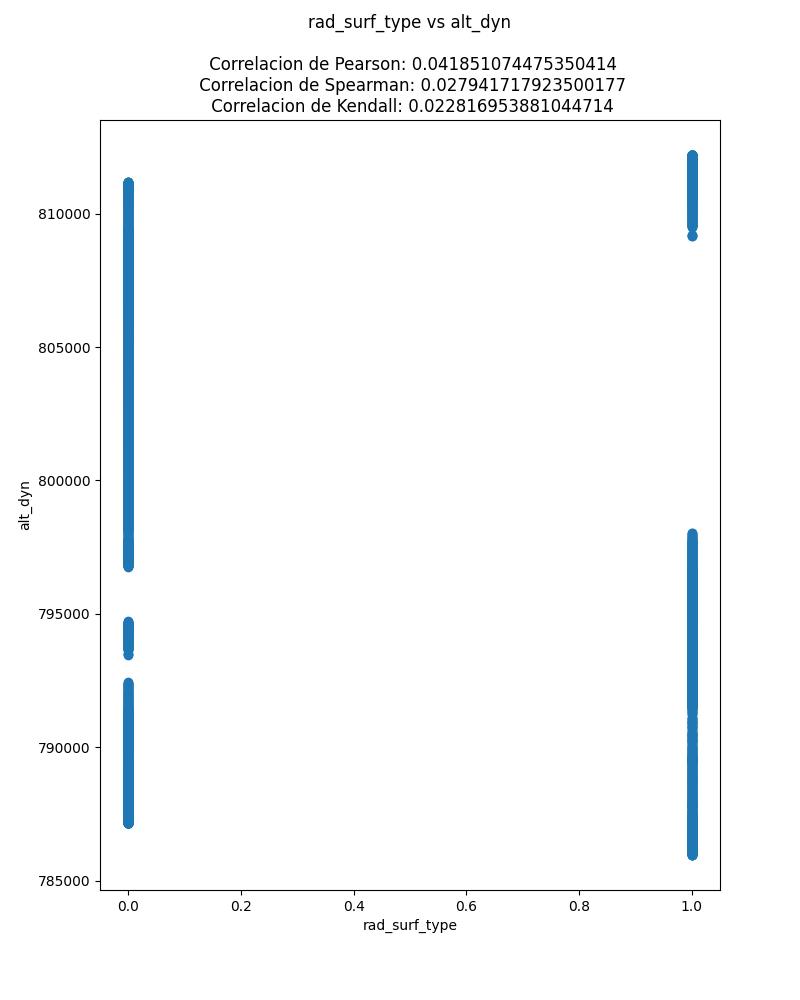 rad_surf_type vs alt_dyn
Correlacion de Pearson: 0.041851074475350414
Correlacion de Spearman: 0.027941717923500177
Correlacion de Kendall: 0.022816953881044714
810000
805000
800000
795000
790000
785000
alt_dyn
0.0 0.2 0.4 0.6 0.8 1.0
rad_surf_type